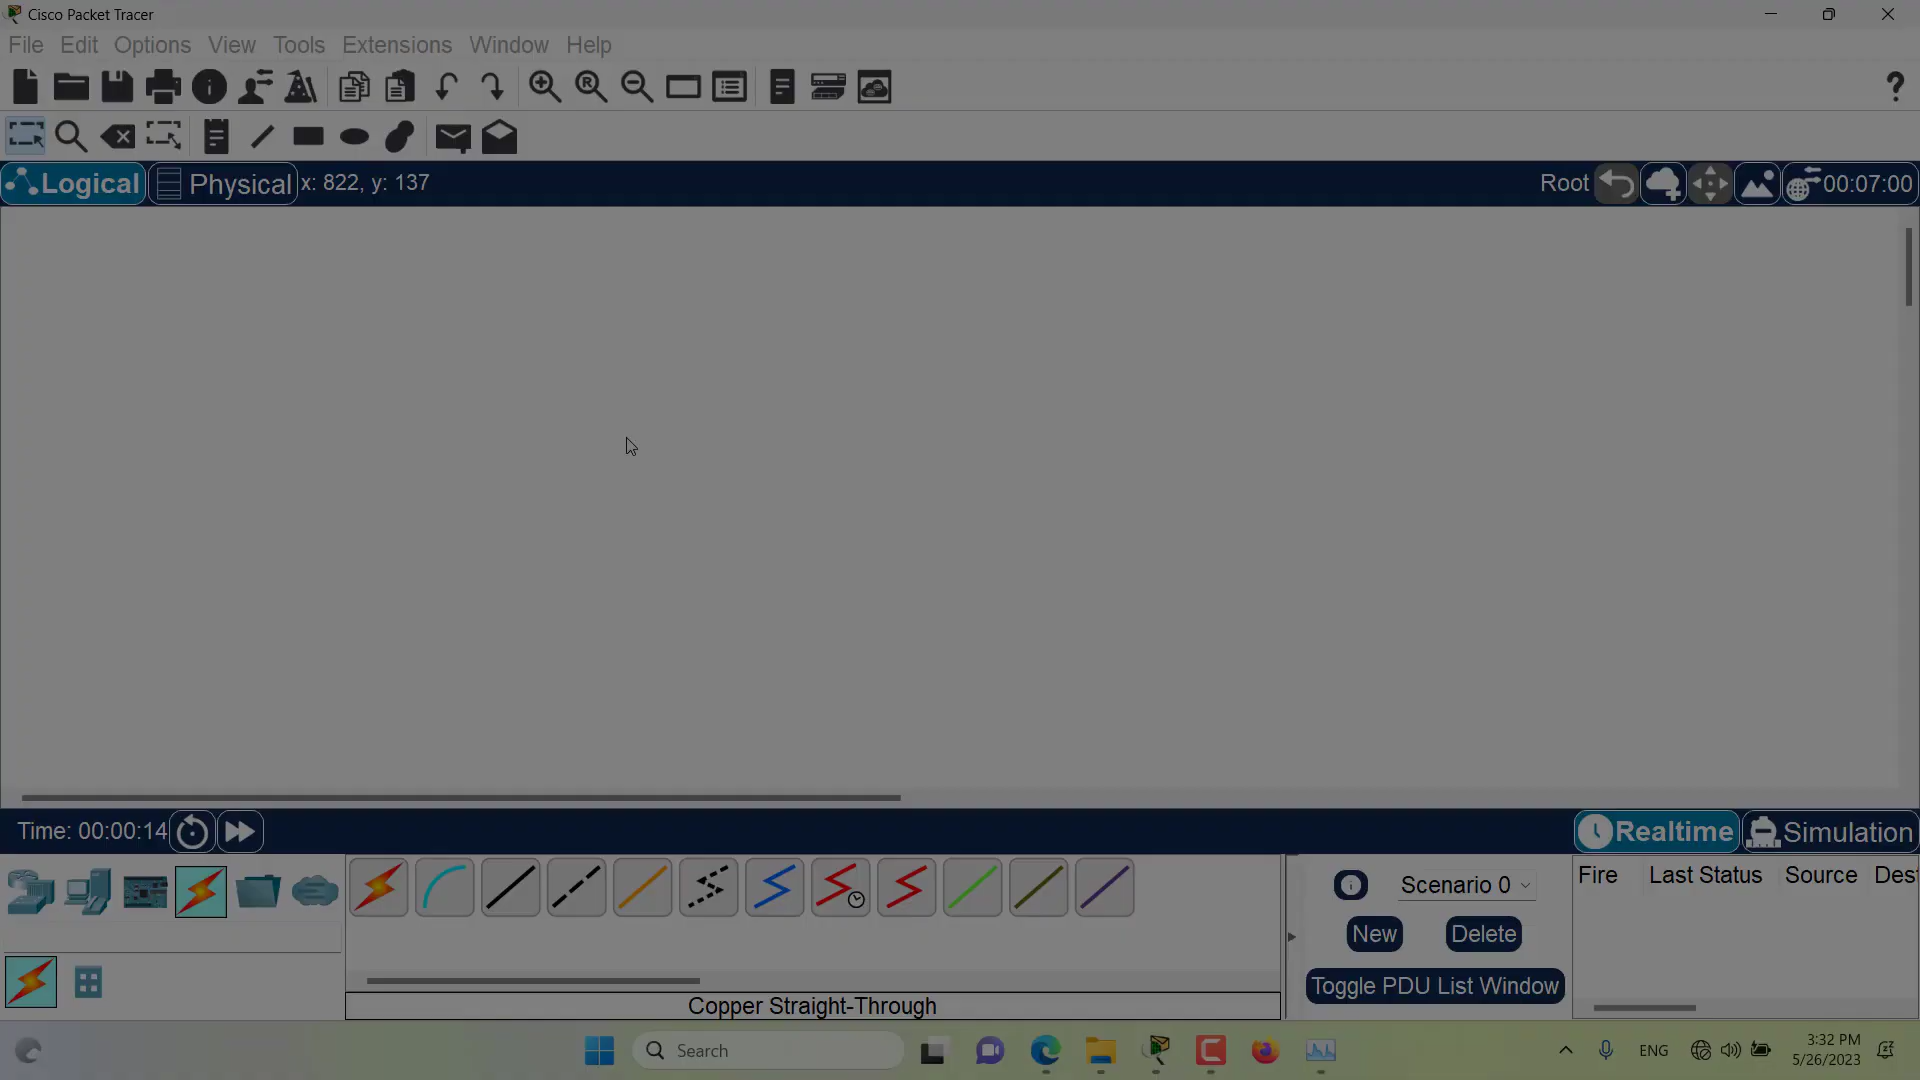 Cisco Packet Tracer
File Edit Options View Tools Extensions Window Help
Logical Physical x: 822, y: 137 Root 00:07:00
Time: 00:00:14 Realtime Simulation
Scenario 0
Fire Last Status Source Dest
New Delete
Toggle PDU List Window
Copper Straight-Through
Search
ENG
3:32 PM
5/26/2023